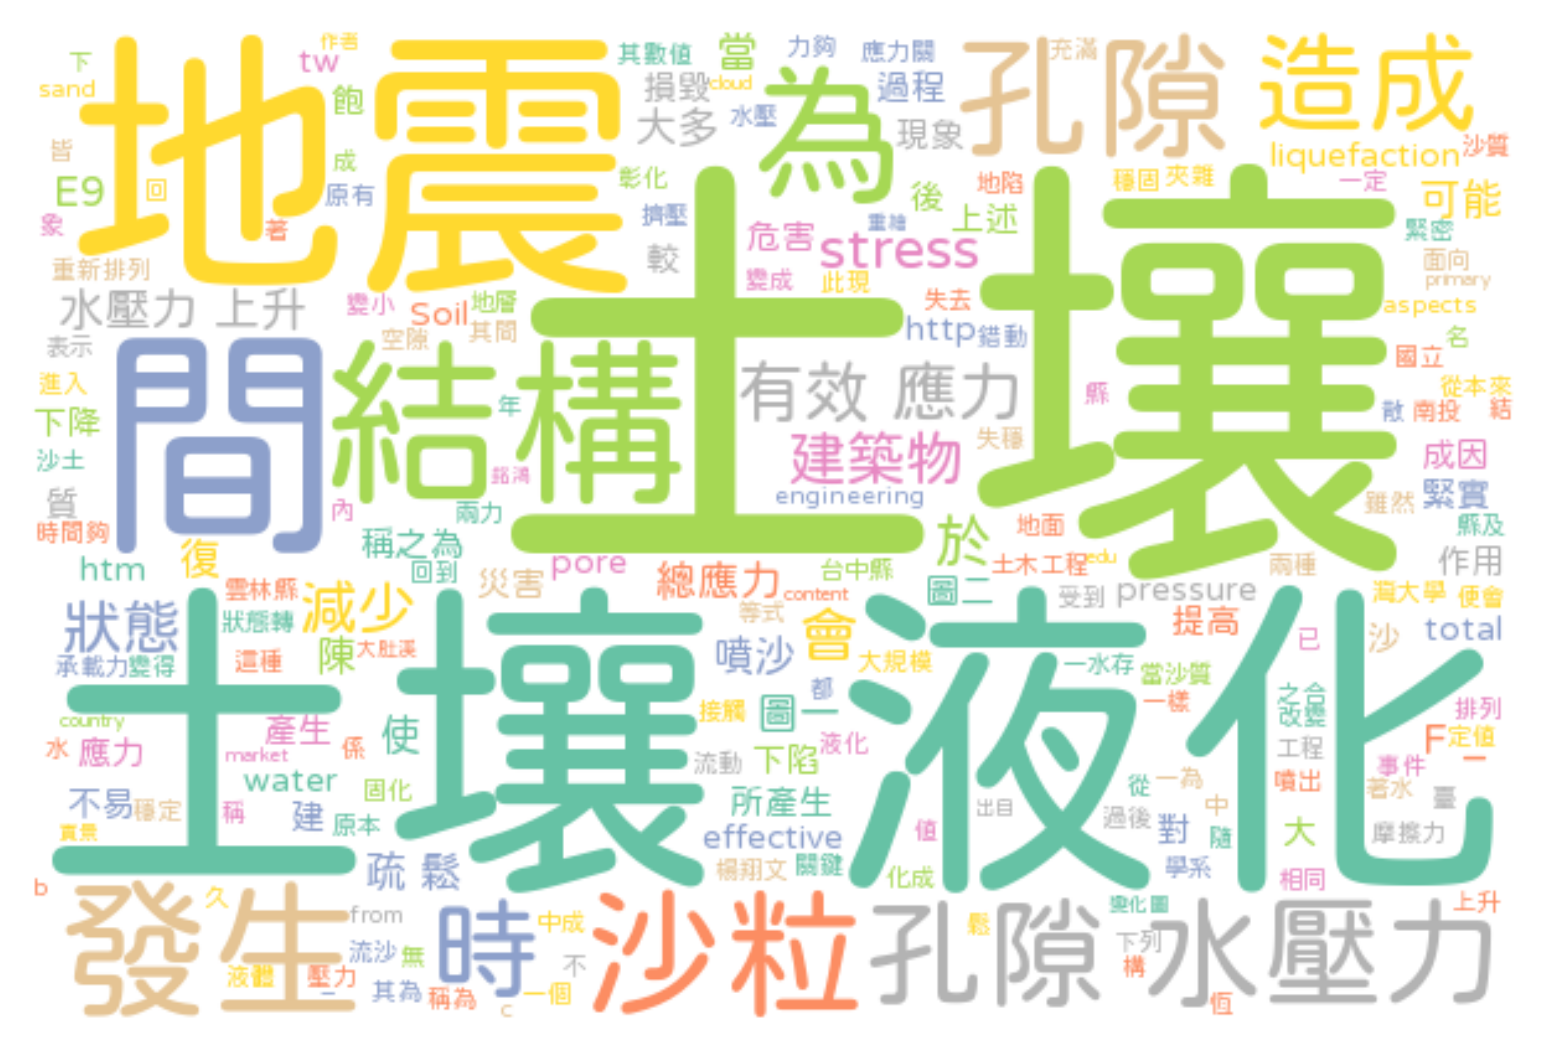 下
sand
地震
tw
作者
飽
成
回
原有
著
皆
E9
象
重新排列
其數值
當
力夠
應力關
損毀
cloud
大多
水壓
為
過程
現象
孔隙
充滿
造成
liquefaction
沙質
彰化
擠壓
較
危害
stress
變成
此現
重繪
後
上述
地陷
穩固
夾雜
一定
可能
緊密
面向
primary
aspects
水壓力 上升
變小
Soil
地層
空隙
其間
表示
進入
下降
沙土
質
時間夠
間
結構
年
銘鴻
內
兩力
土壤
失去
http
錯動
有效 應力
縣
建築物
失穩
engineering
國立
名
從本來
散
南投
結
成因
緊實
雖然
縣及
作用
htm
復
稱之為
回到
災害
pore
總應力
content
台中縣
於
地面
土木工程
edu
圖二
受到
pressure
兩種
灣大學
便會
雲林縣
減少
狀態
狀態轉
陳
大肚溪
承載力
變得
這種
等式
會
噴沙
大規模
一水存
當沙質
提高
已
沙
total
土壤液化
country
水
應力
產生
market
係
使
water
固化
不易
穩定
稱
建
原本
實景
接觸
都
圖一
液化
流動
下陷
所產生
effective
楊翔文
關鍵
值
化成
出目
一樣
之合
改變
工程
排列
F
定值
一
事件
噴出
著水
臺
摩擦力
從
一為
中
過後
對
隨
大
學系
相同
疏 鬆
b
發生
久
from
流沙
無
液體
壓力
其為
稱為
時
中成
不
一個
c
沙粒
孔隙水壓力
鬆
變化圖
下列
構
恆
上升